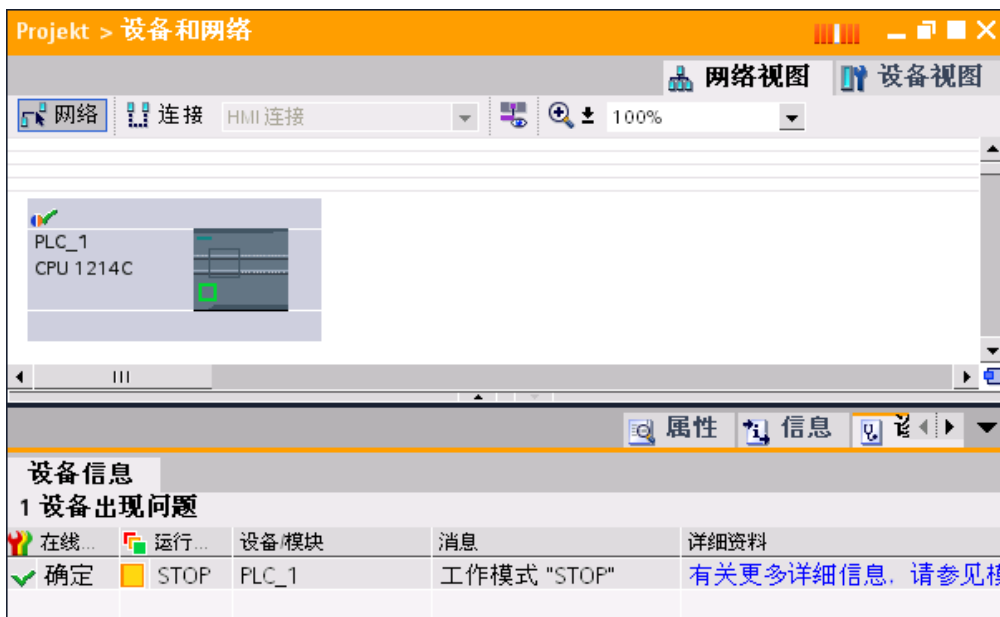 Projekt > 设备和网络
网络视图 设备视图
网络 连接 HMI 连接 100%
PLC_1
CPU 1214C
属性 信息
设备信息
1 设备出现问题
在线... 运行... 设备/模块 消息 详细资料
确定 STOP PLC_1 工作模式 "STOP" 有关更多详细信息，请参见模